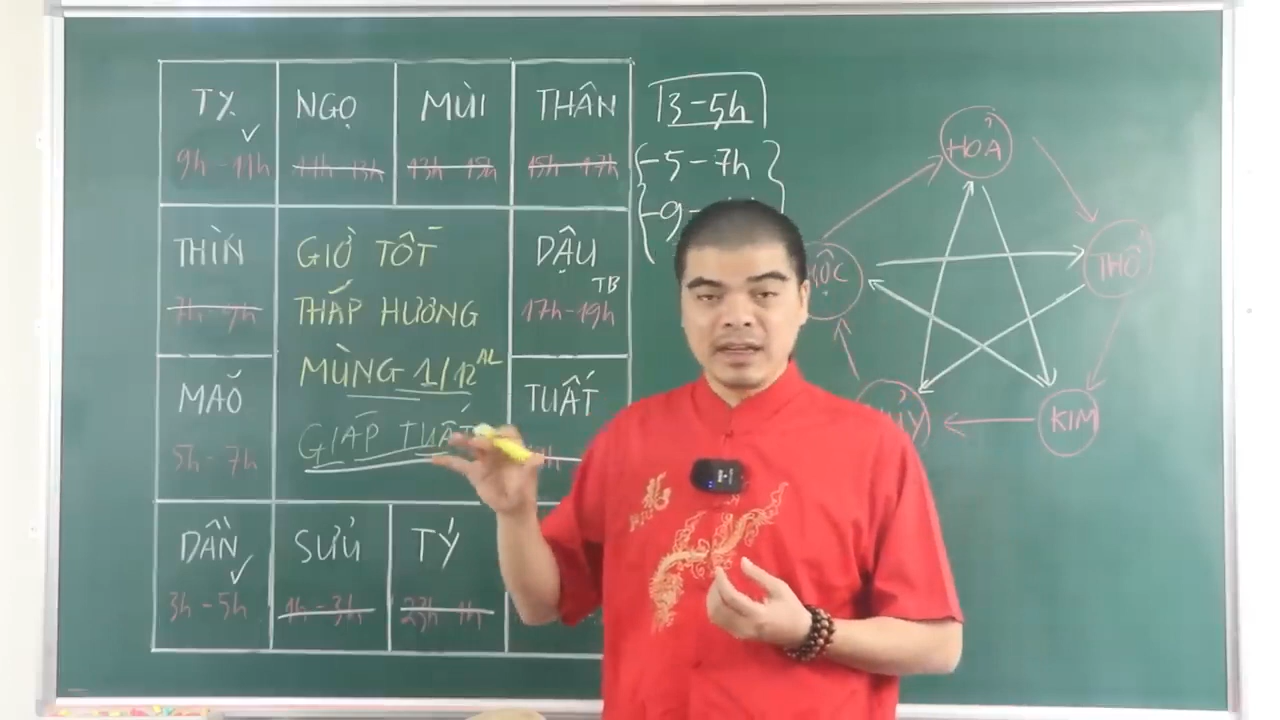 TỴ
9h - 11h
NGỌ
11h - 13h
MÙI
13h - 15h
THÂN
15h - 17h
THÌN
7h - 9h
GIỜ TỐT
THẮP HƯƠNG
MÙNG 1/12 AL
GIÁP TUẤT
DẬU
TB
17h - 19h
MÃO
5h - 7h
TUẤT
DẦN
3h - 5h
SỬU
1h - 3h
TÝ
23h - 1h
3 - 5h
- 5 - 7h
- 9 -
HỎA
THỔ
KIM